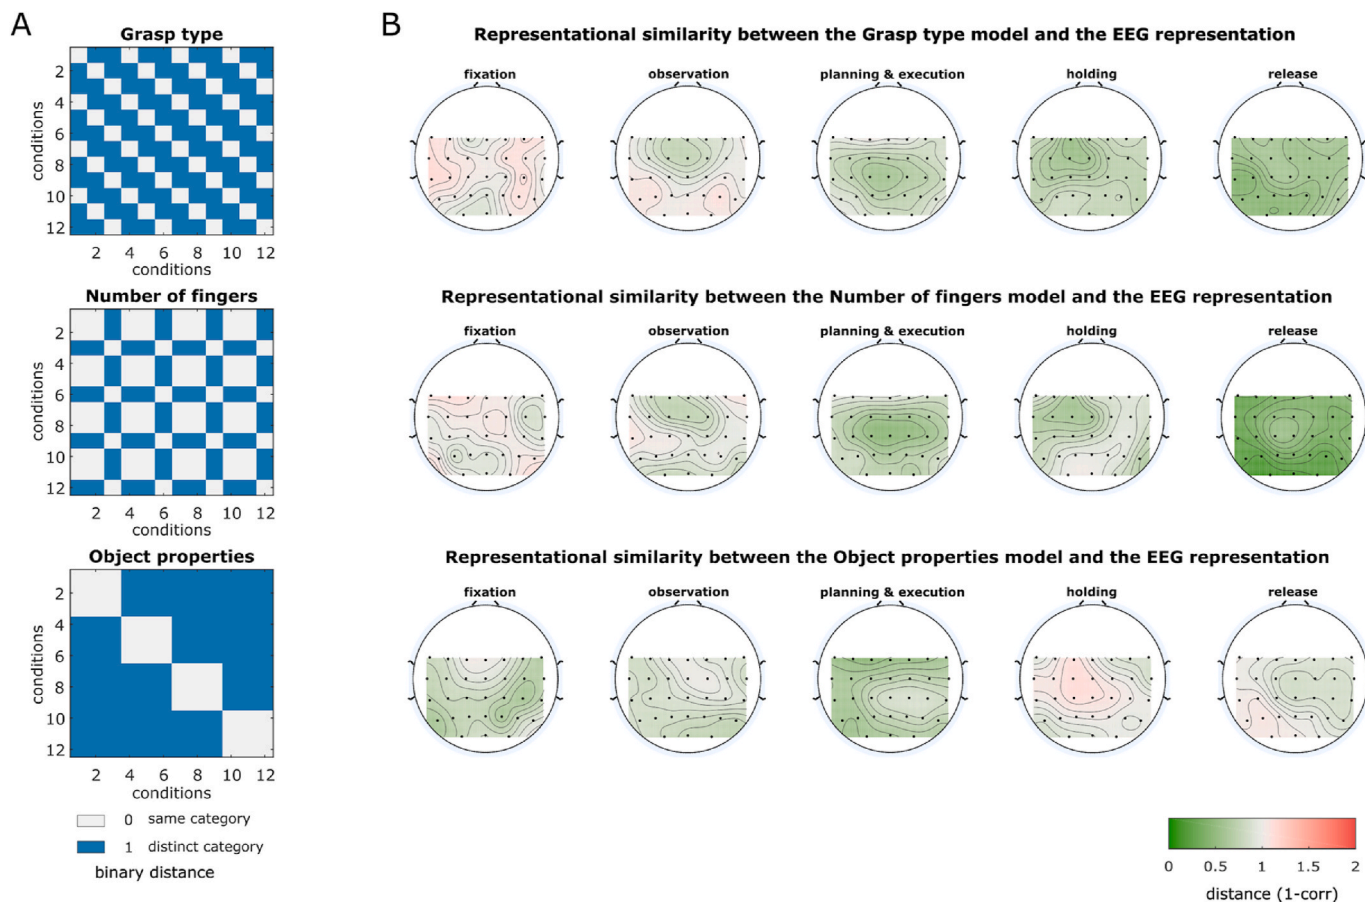 A
Grasp type
2
4
6
8
10
12
conditions
2 4 6 8 10 12
conditions
Number of fingers
2
4
6
8
10
12
conditions
2 4 6 8 10 12
conditions
Object properties
2
4
6
8
10
12
conditions
2 4 6 8 10 12
conditions
0 same category
1 distinct category
binary distance
B
Representational similarity between the Grasp type model and the EEG representation
fixation observation planning & execution holding release
Representational similarity between the Number of fingers model and the EEG representation
fixation observation planning & execution holding release
Representational similarity between the Object properties model and the EEG representation
fixation observation planning & execution holding release
0 0.5 1 1.5 2
distance (1-corr)